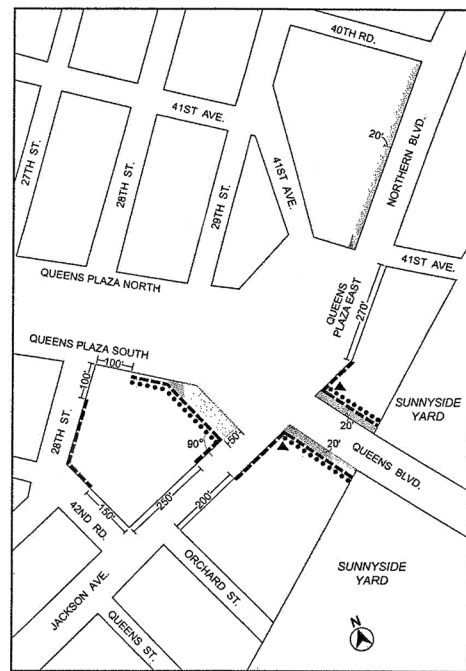 40TH RD.
41ST AVE.
27TH ST.
28TH ST.
29TH ST.
41ST AVE.
20'
NORTHERN BLVD.
QUEENS PLAZA NORTH
41ST AVE.
QUEENS
PLAZA EAST
270'
QUEENS PLAZA SOUTH
100'
100'
SUNNYSIDE
YARD
28TH ST.
90°
50'
20'
20'
QUEENS BLVD.
150'
250'
200'
42ND RD.
JACKSON AVE.
ORCHARD ST.
QUEENS ST.
SUNNYSIDE
YARD
N